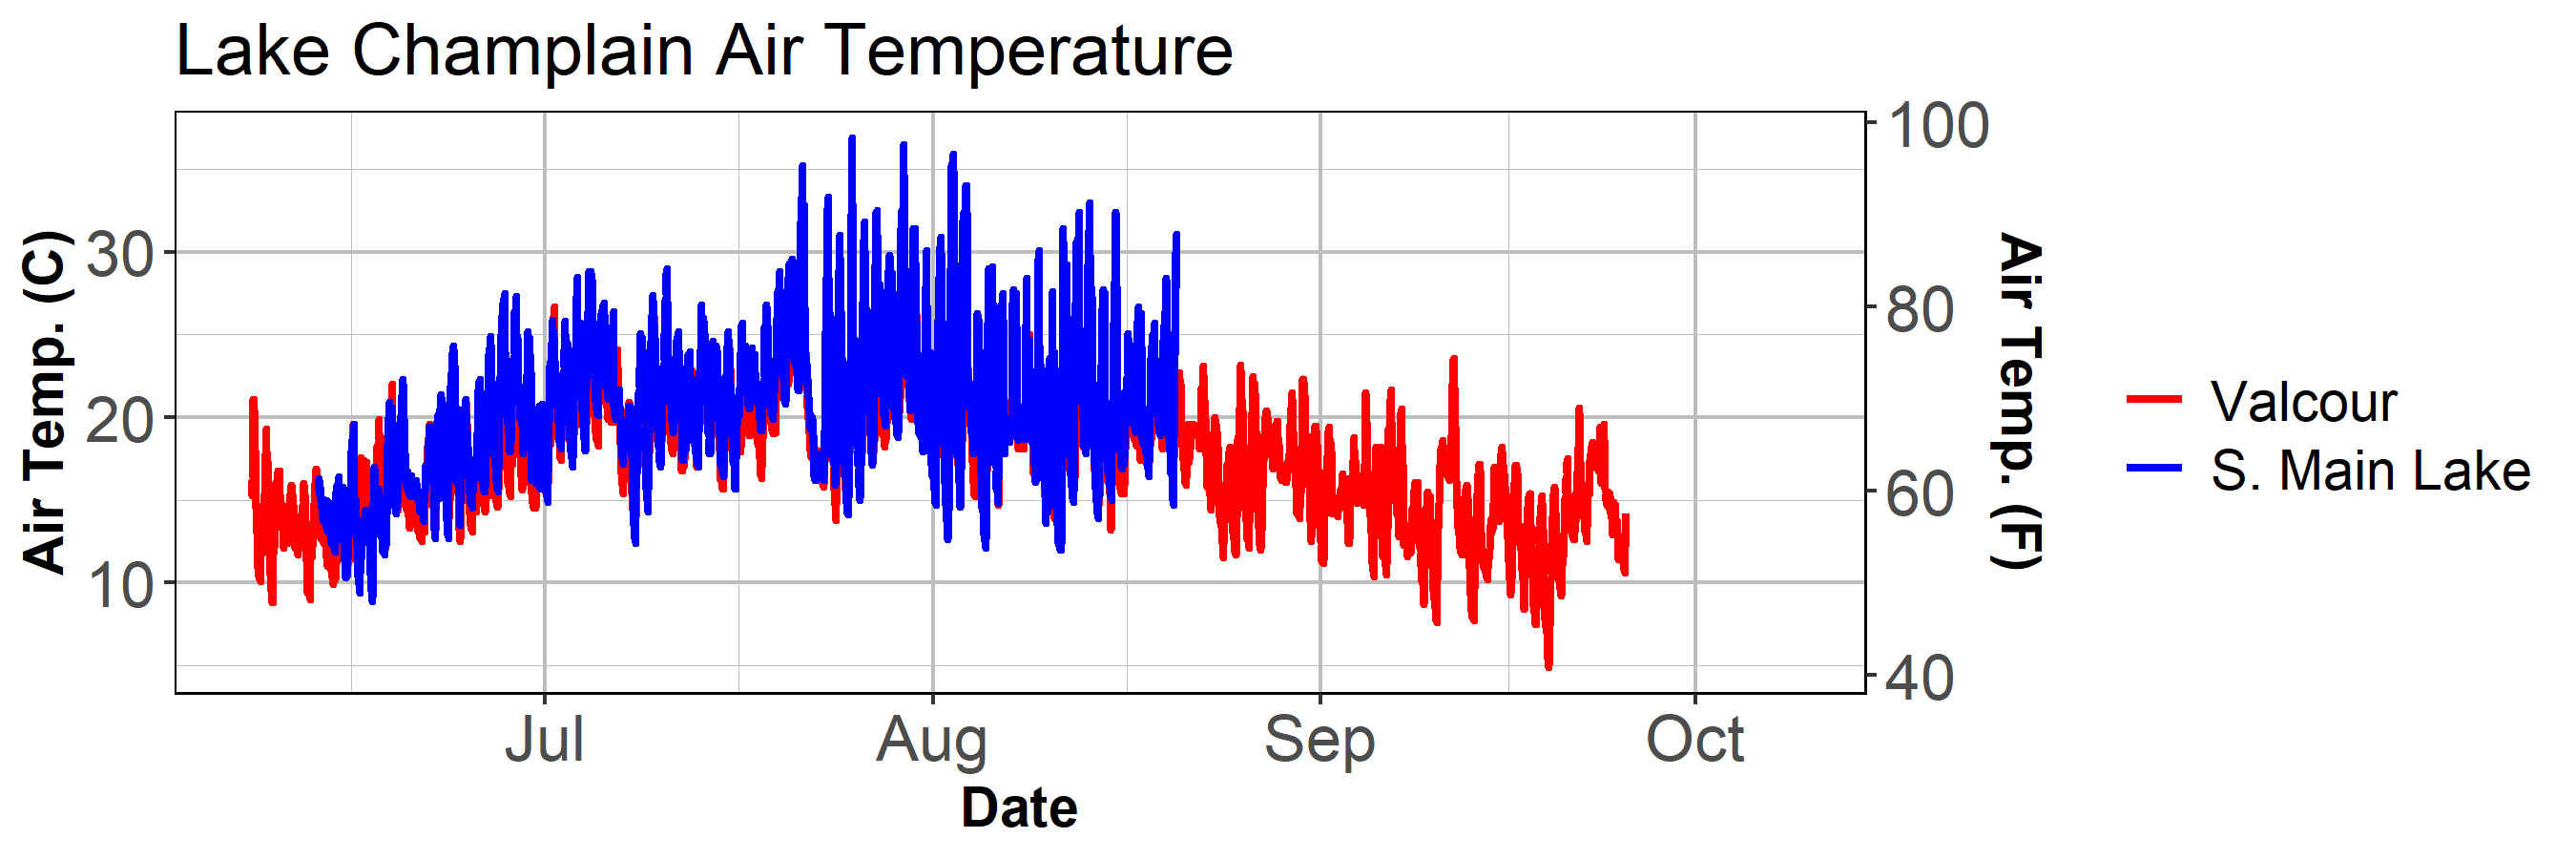 Lake Champlain Air Temperature
Air Temp. (C)
30
20
10
100
80
60
40
Air Temp. (F)
Jul Aug Sep Oct
Date
Valcour
S. Main Lake